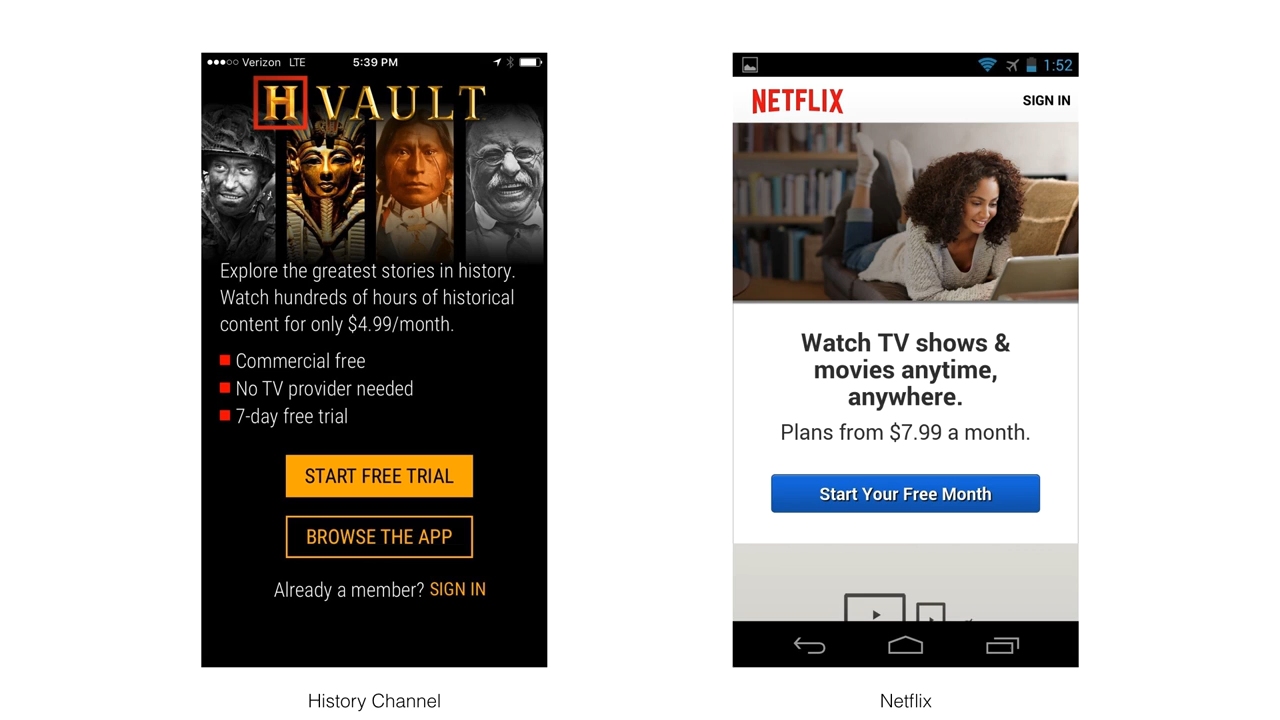 Verizon LTE 5:39 PM
H VAULT
Explore the greatest stories in history.
Watch hundreds of hours of historical
content for only $4.99/month.
Commercial free
No TV provider needed
7-day free trial
START FREE TRIAL
BROWSE THE APP
Already a member? SIGN IN
History Channel
1:52
NETFLIX
SIGN IN
Watch TV shows &
movies anytime,
anywhere.
Plans from $7.99 a month.
Start Your Free Month
Netflix